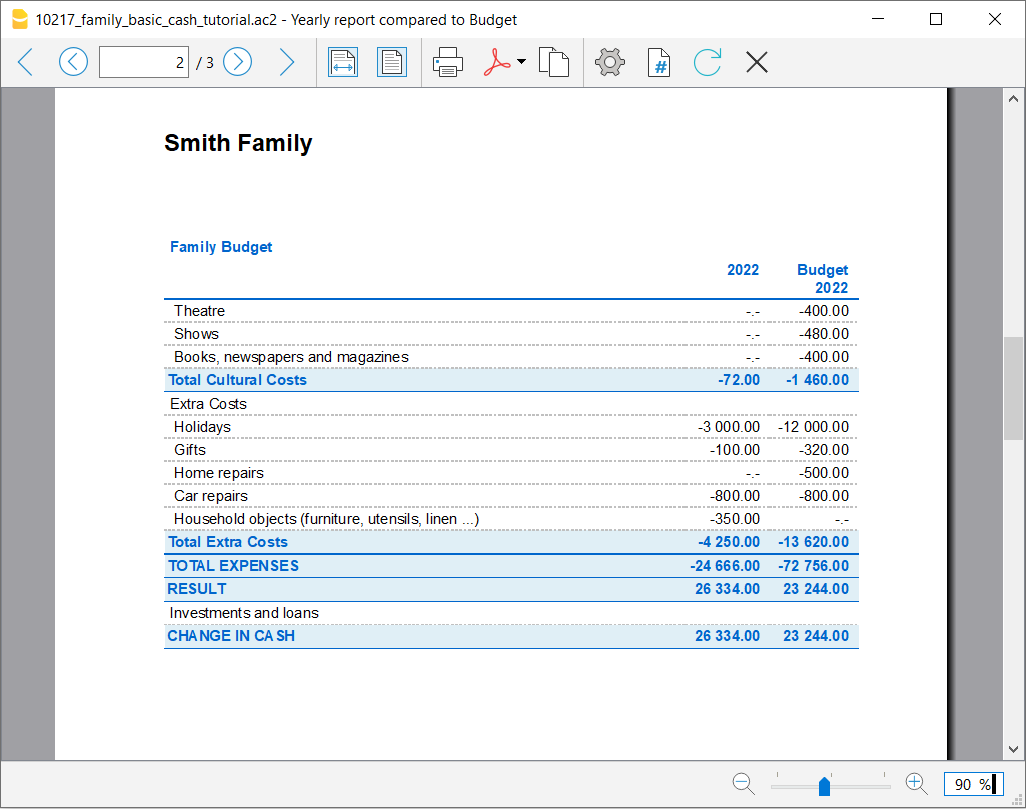 10217_family_basic_cash_tutorial.ac2 - Yearly report compared to Budget
2 / 3
#
Smith Family
Family Budget
2022 Budget
2022
Theatre -.- -400.00
Shows -.- -480.00
Books, newspapers and magazines -.- -400.00
Total Cultural Costs -72.00 -1 460.00
Extra Costs
Holidays -3 000.00 -12 000.00
Gifts -100.00 -320.00
Home repairs -.- -500.00
Car repairs -800.00 -800.00
Household objects (furniture, utensils, linen ...) -350.00 -.-
Total Extra Costs -4 250.00 -13 620.00
TOTAL EXPENSES -24 666.00 -72 756.00
RESULT 26 334.00 23 244.00
Investments and loans
CHANGE IN CASH 26 334.00 23 244.00
90 %